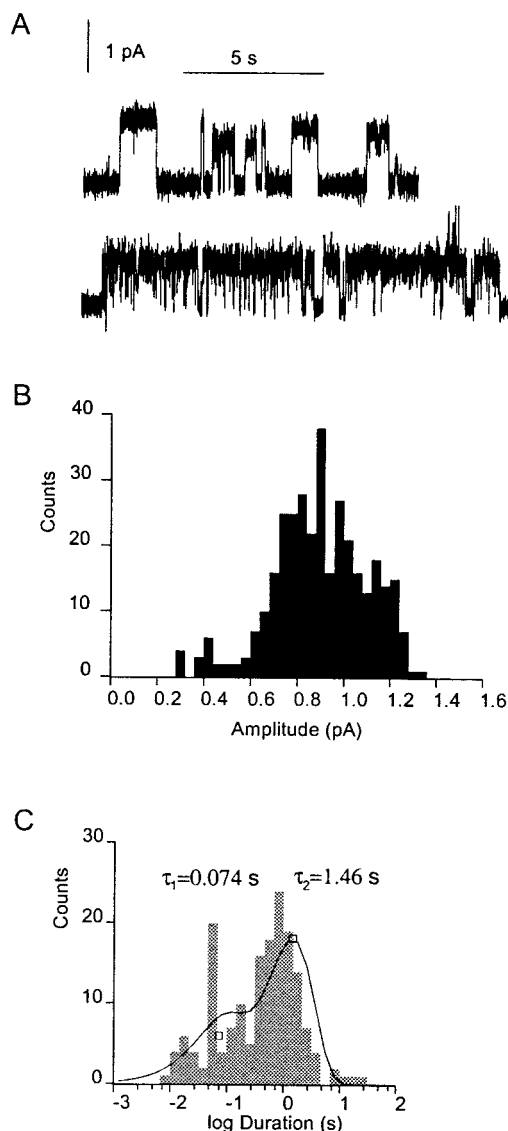 A
1 pA
5 s
B
40
30
20
10
0
Counts
0.0 0.2 0.4 0.6 0.8 1.0 1.2 1.4 1.6
Amplitude (pA)
C
30
20
10
0
Counts
τ1=0.074 s τ2=1.46 s
-3 -2 -1 0 1 2
log Duration (s)